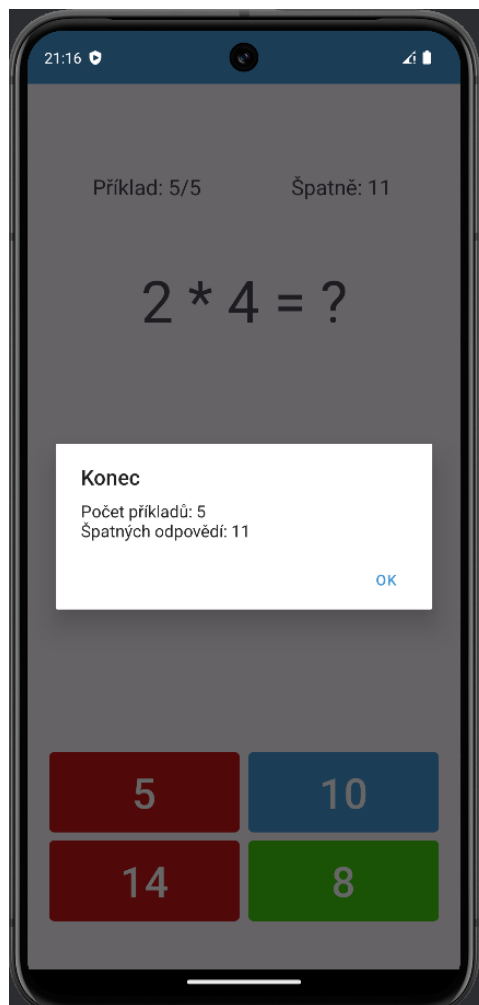 21:16
Příklad: 5/5 Špatně: 11
2 * 4 = ?
Konec
Počet příkladů: 5
Špatných odpovědí: 11
OK
5 10
14 8